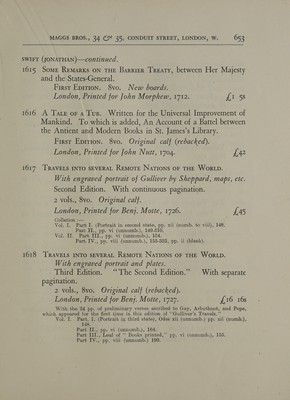 MAGGS BROS., 34 & 35, CONDUIT STREET, LONDON, W. 653
SWIFT (JONATHAN)—continued.
1615 SOME REMARKS ON THE BARRIER TREATY, between Her Majesty
and the States-General.
FIRST EDITION. 8vo. New boards.
London, Printed for John Morphew, 1712. £1 5s
1616 A TALE OF A TUB. Written for the Universal Improvement of
Mankind. To which is added, An Account of a Battel between
the Antient and Modern Books in St. James's Library.
FIRST EDITION. 8vo. Original calf (rebacked).
London, Printed for John Nutt, 1704. £42
1617 TRAVELS INTO SEVERAL REMOTE NATIONS OF THE WORLD.
With engraved portrait of Gulliver by Sheppard, maps, etc.
Second Edition. With continuous pagination.
2 vols., 8vo. Original calf.
London, Printed for Benj. Motte, 1726. £45
Collation:—
Vol. I. Part I. (Portrait in second state), pp. xii (numb. to viii), 148.
Part II., pp. vi (unnumb.), 149-310.
Vol. II. Part III., pp. vi (unnumb.), 154.
Part IV., pp. viii (unnumb.), 155-353, pp. ii (blank).
1618 TRAVELS INTO SEVERAL REMOTE NATIONS OF THE WORLD.
With engraved portrait and plates.
Third Edition. "The Second Edition." With separate
pagination.
2 vols., 8vo. Original calf (rebacked).
London, Printed for Benj. Motte, 1727. £16 16s
With the 24 pp. of preliminary verses ascribed to Gay, Arbuthnot, and Pope,
which appeared for the first time in this edition of "Gulliver's Travels."
Vol. I. Part. I. (Portrait in third state), Odes xii (unnumb.) pp. xii (numb.),
148.
Part II., pp. vi (unnumb.), 164.
Part III., Leaf of "Books printed," pp. vi (unnumb.), 155.
Part IV., pp. viii (unnumb.) 199.